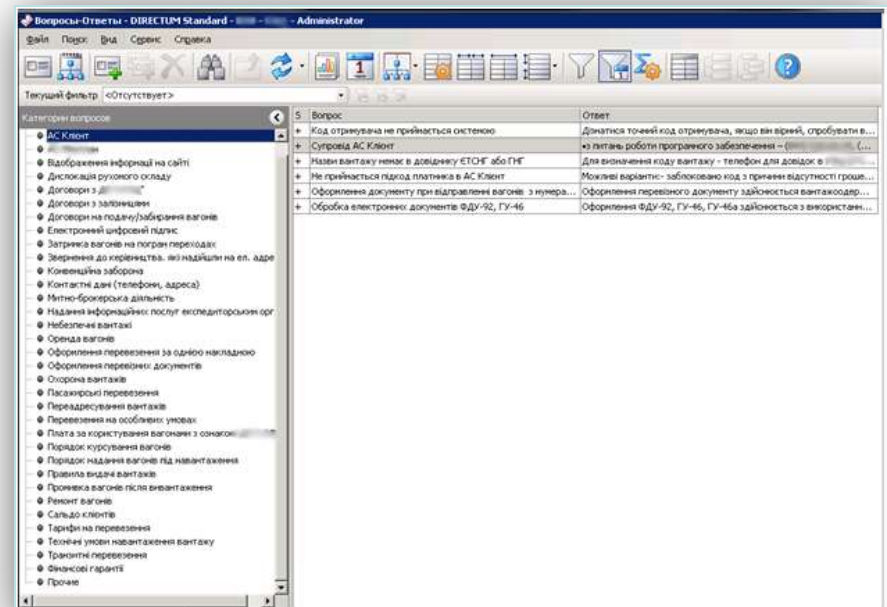 Вопросы-Ответы - DIRECTUM Standard - - - Administrator
Файл Поиск Вид Сервис Справка
Текущий фильтр <Отсутствует>
Категории вопросов
АС Клієнт
Відображення інформації на сайті
Дислокація рухомого складу
Договори з
Договори з залізницями
Договори на подачу/забирання вагонів
Електронний цифровий підпис
Затримка вагонів на погран переходах
Звернення до керівництва, які надійшли на ел. адре
Конвенційна заборона
Контактні дані (телефони, адреса)
Митно-брокерська діяльність
Надання інформаційних послуг експедиторським орг
Небезпечні вантажі
Оренда вагонів
Оформлення перевезення за однією накладною
Оформлення перевізних документів
Охорона вантажів
Пасажирські перевезення
Переадресування вантажів
Перевезення на особливих умовах
Плата за користування вагонами з ознакою
Порядок курсування вагонів
Порядок надання вагонів під навантаження
Правила видачі вантажів
Промивка вагонів після вивантаження
Ремонт вагонів
Сальдо клієнтів
Тарифи на перевезення
Технічні умови навантаження вантажу
Транзитні перевезення
Фінансові гарантії
Прочие
S Вопрос Ответ
+ Код отримувача не приймається системою Дізнатися точний код отримувача, якщо він вірний, спробувати в...
+ Супровід АС Клієнт •з питань роботи програмного забезпечення – ( (...
+ Назви вантажу немає в довіднику ЄТСНГ або ГНГ Для визначення коду вантажу - телефон для довідок в
+ Не приймається підкод платника в АС Клієнт Можливі варіанти:- заблоковано код з причини відсутності гроше...
+ Оформлення документу при відправленні вагонів з нумера... Оформлення перевізного документу здійснюється вантажоодер...
+ Обробка електронних документів ФДУ-92, ГУ-46 Оформлення ФДУ-92, ГУ-46, ГУ-46а здійснюється з використанн...